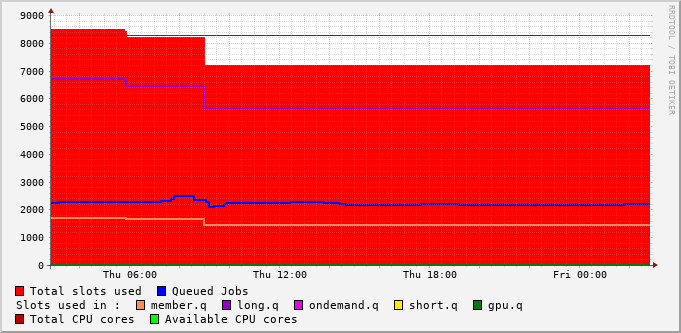 9000
8000
7000
6000
5000
4000
3000
2000
1000
0
Thu 06:00 Thu 12:00 Thu 18:00 Fri 00:00
Total slots used Queued Jobs
Slots used in : member.q long.q ondemand.q short.q gpu.q
Total CPU cores Available CPU cores
RRDTOOL / TOBI OETIKER